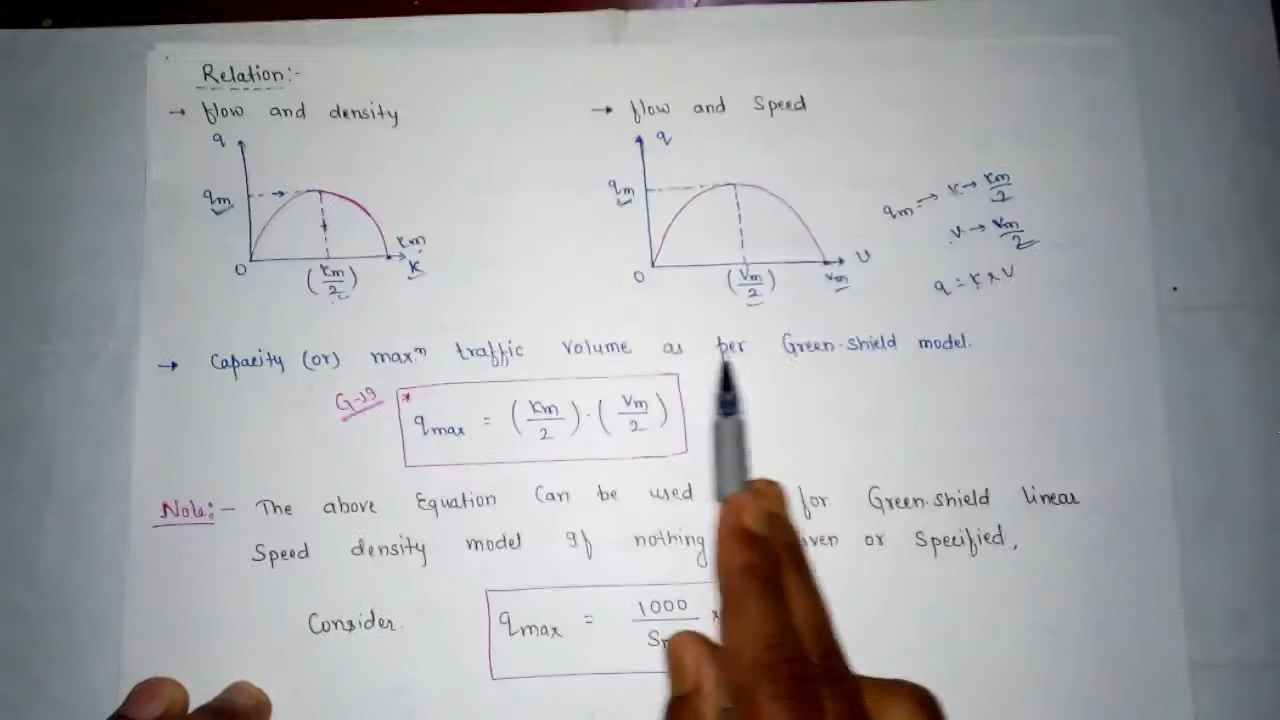 Relation:-
→ flow and density
→ flow and Speed
q
qm
0
(Km/2)
Km
K
q
qm
0
(Vm/2)
Vm
V
qm → K → Km/2
V → Vm/2
q = K x V
→ Capacity (or) maxm traffic volume as per Green-shield model.
G-19
* qmax = (Km/2) . (Vm/2)
Note:- The above Equation Can be used for Green-shield linear
Speed density model If nothing or Specified,
Consider. qmax = 1000 /